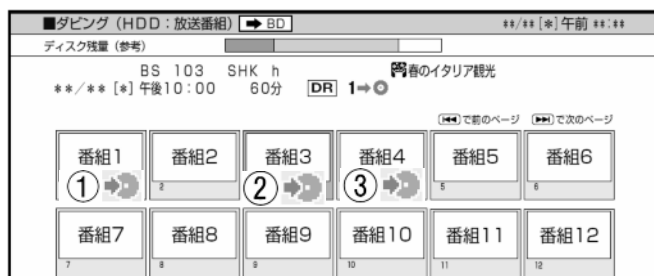 ■ダビング（HDD：放送番組） ➡ BD **/** [*] 午前 **:**
ディスク残量（参考）
BS 103 SHK h 春のイタリア観光
**/** [*] 午後10：00 60分 DR 1➡
⏮で前のページ ⏭で次のページ
番組1 番組2 番組3 番組4 番組5 番組6
① 2 ② ③ 5 6
番組7 番組8 番組9 番組10 番組11 番組12
7 8 9 10 11 12